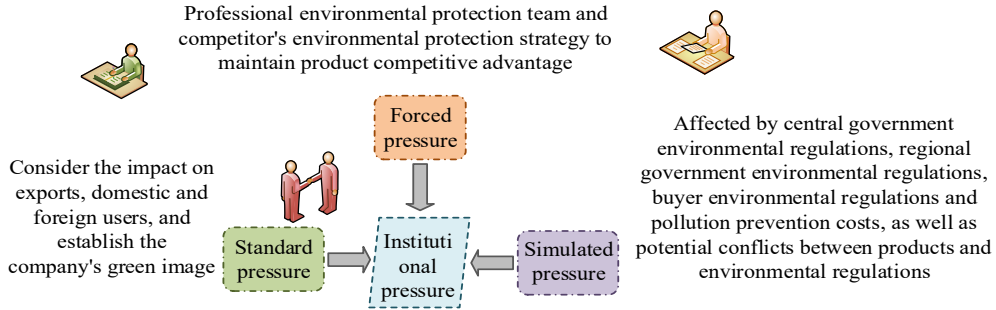 Professional environmental protection team and
competitor's environmental protection strategy to
maintain product competitive advantage
Forced
pressure
Consider the impact on
exports, domestic and
foreign users, and
establish the
company's green image
Standard
pressure
Instituti
onal
pressure
Simulated
pressure
Affected by central government
environmental regulations, regional
government environmental regulations,
buyer environmental regulations and
pollution prevention costs, as well as
potential conflicts between products and
environmental regulations